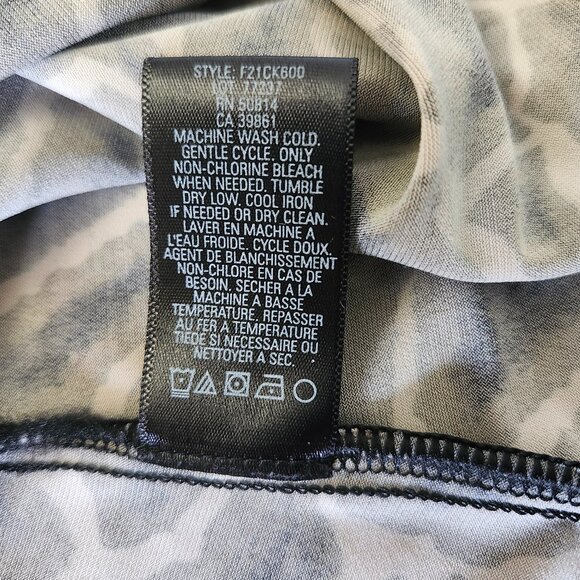 STYLE: F21CK600
LOT 77237
RN 50814
CA 39861
MACHINE WASH COLD.
GENTLE CYCLE. ONLY
NON-CHLORINE BLEACH
WHEN NEEDED, TUMBLE
DRY LOW, COOL IRON
IF NEEDED OR DRY CLEAN.
LAVER EN MACHINE A
L'EAU FROIDE. CYCLE DOUX.
AGENT DE BLANCHISSEMENT
NON-CHLORE EN CAS DE
BESOIN. SECHER A LA
MACHINE A BASSE
TEMPERATURE. REPASSER
AU FER A TEMPERATURE
TIEDE SI NECESSAIRE OU
NETTOYER A SEC.